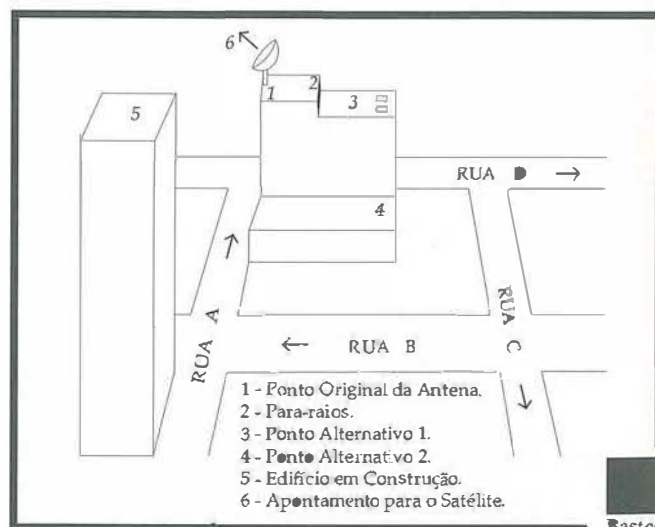 6
5
1
2
3
4
RUA D →
RUA A
← RUA B
RUA C
1 - Ponto Original da Antena.
2 - Para-raios.
3 - Ponto Alternativo 1.
4 - Ponto Alternativo 2.
5 - Edifício em Construção.
6 - Apontamento para o Satélite.